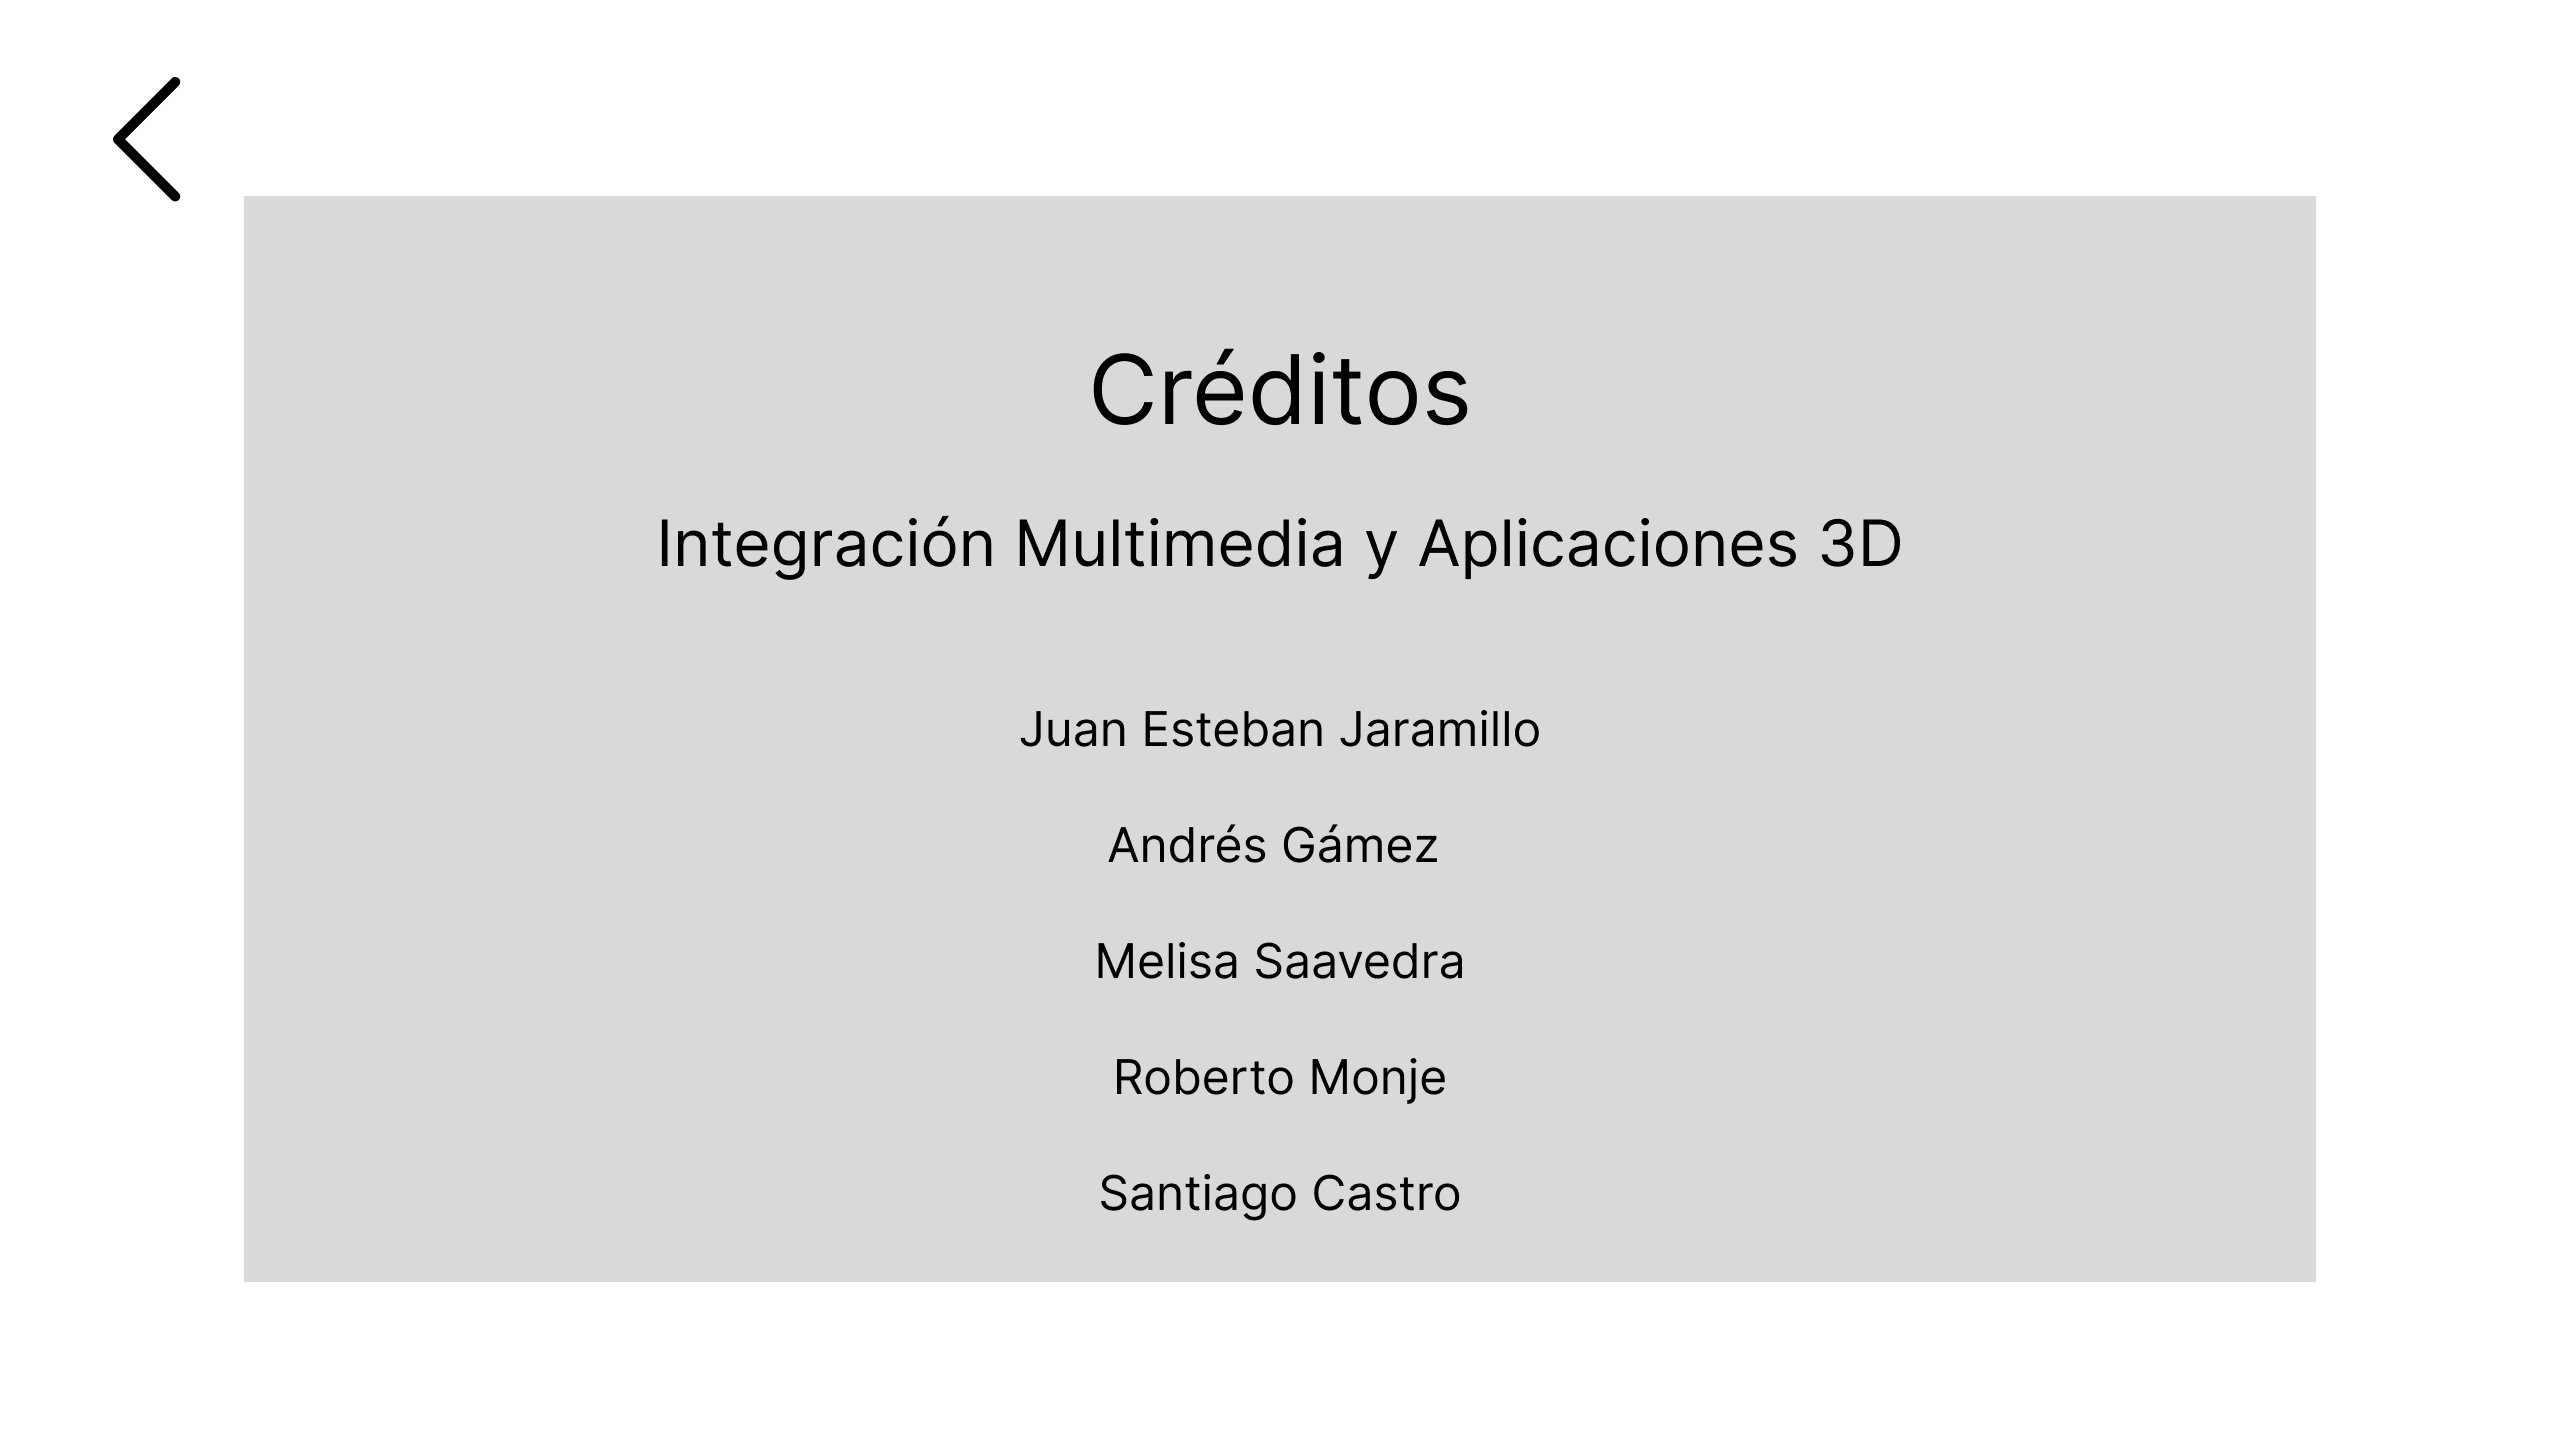 Créditos
Integración Multimedia y Aplicaciones 3D
Juan Esteban Jaramillo
Andrés Gámez
Melisa Saavedra
Roberto Monje
Santiago Castro